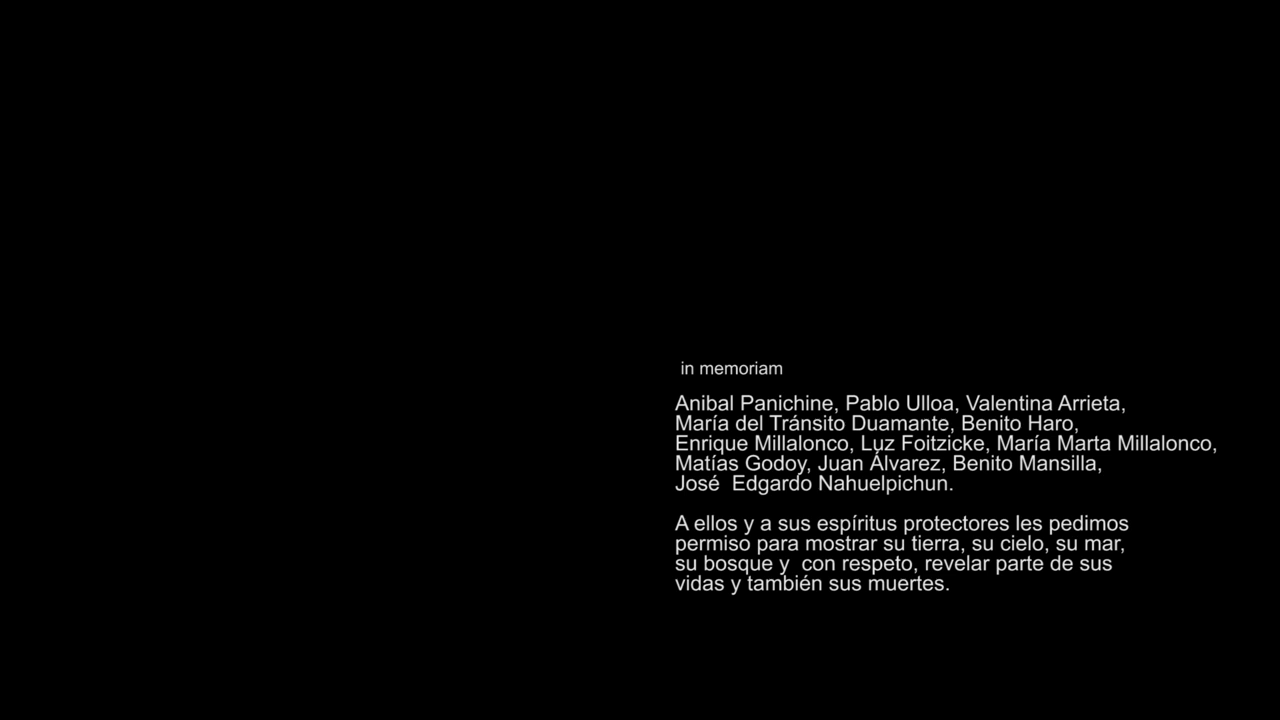 in memoriam
Anibal Panichine, Pablo Ulloa, Valentina Arrieta,
María del Tránsito Duamante, Benito Haro,
Enrique Millalonco, Luz Foitzicke, María Marta Millalonco,
Matías Godoy, Juan Álvarez, Benito Mansilla,
José  Edgardo Nahuelpichun.
A ellos y a sus espíritus protectores les pedimos
permiso para mostrar su tierra, su cielo, su mar,
su bosque y  con respeto, revelar parte de sus
vidas y también sus muertes.